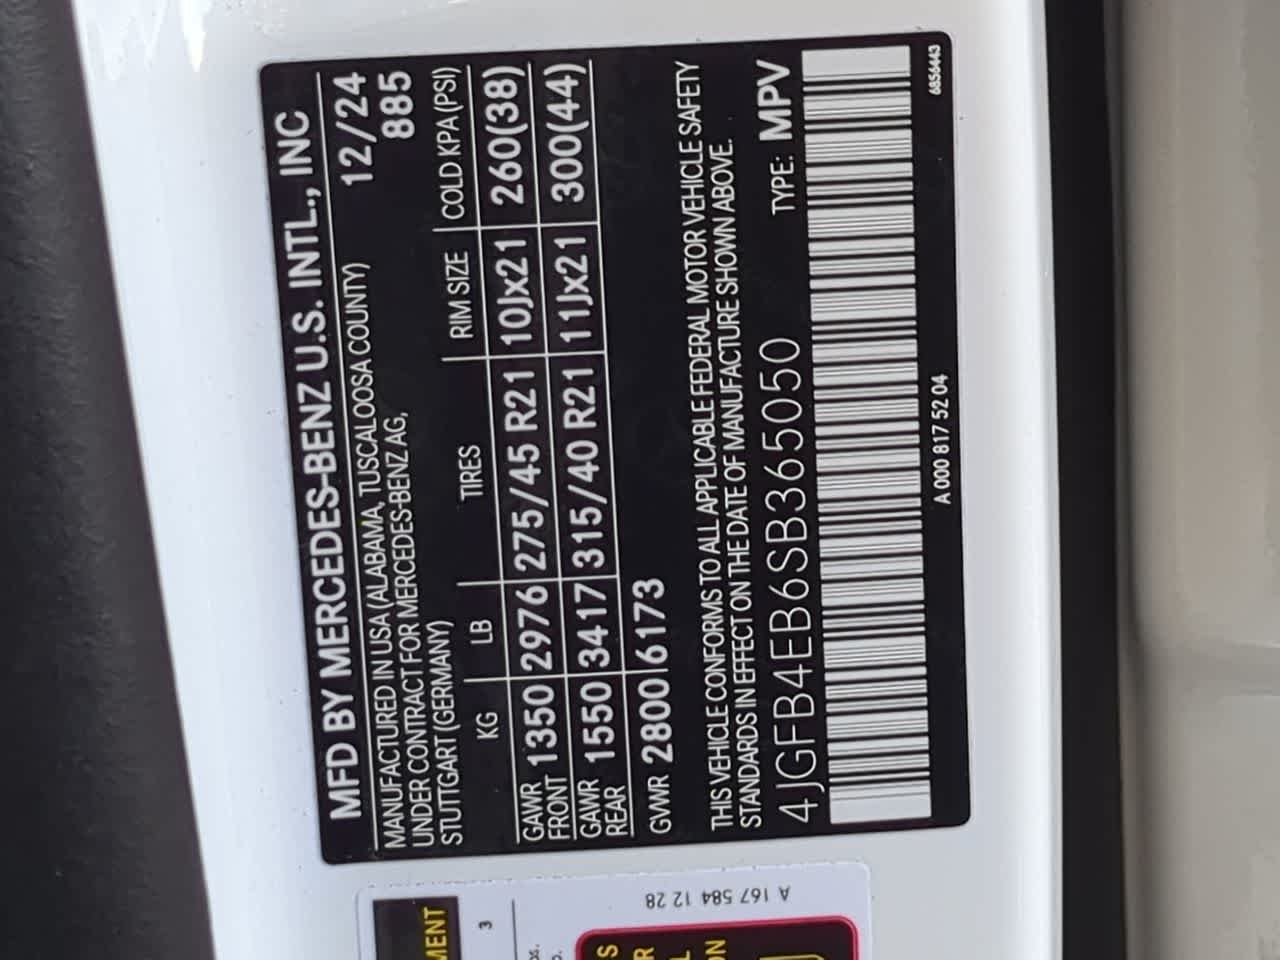 MFD BY MERCEDES-BENZ U.S. INTL., INC
MANUFACTURED IN USA (ALABAMA, TUSCALOOSA COUNTY) 12/24
UNDER CONTRACT FOR MERCEDES-BENZ AG, 885
STUTTGART (GERMANY)
KG LB TIRES RIM SIZE COLD KPA (PSI)
GAWR FRONT 1350 2976 275/45 R21 10Jx21 260(38)
GAWR REAR 1550 3417 315/40 R21 11Jx21 300(44)
GVWR 2800 6173
THIS VEHICLE CONFORMS TO ALL APPLICABLE FEDERAL MOTOR VEHICLE SAFETY
STANDARDS IN EFFECT ON THE DATE OF MANUFACTURE SHOWN ABOVE.
4JGFB4EB6SB365050 TYPE: MPV
A 000 817 52 04 6856443
A 167 584 12 28
MENT
3
S
R
L
ON